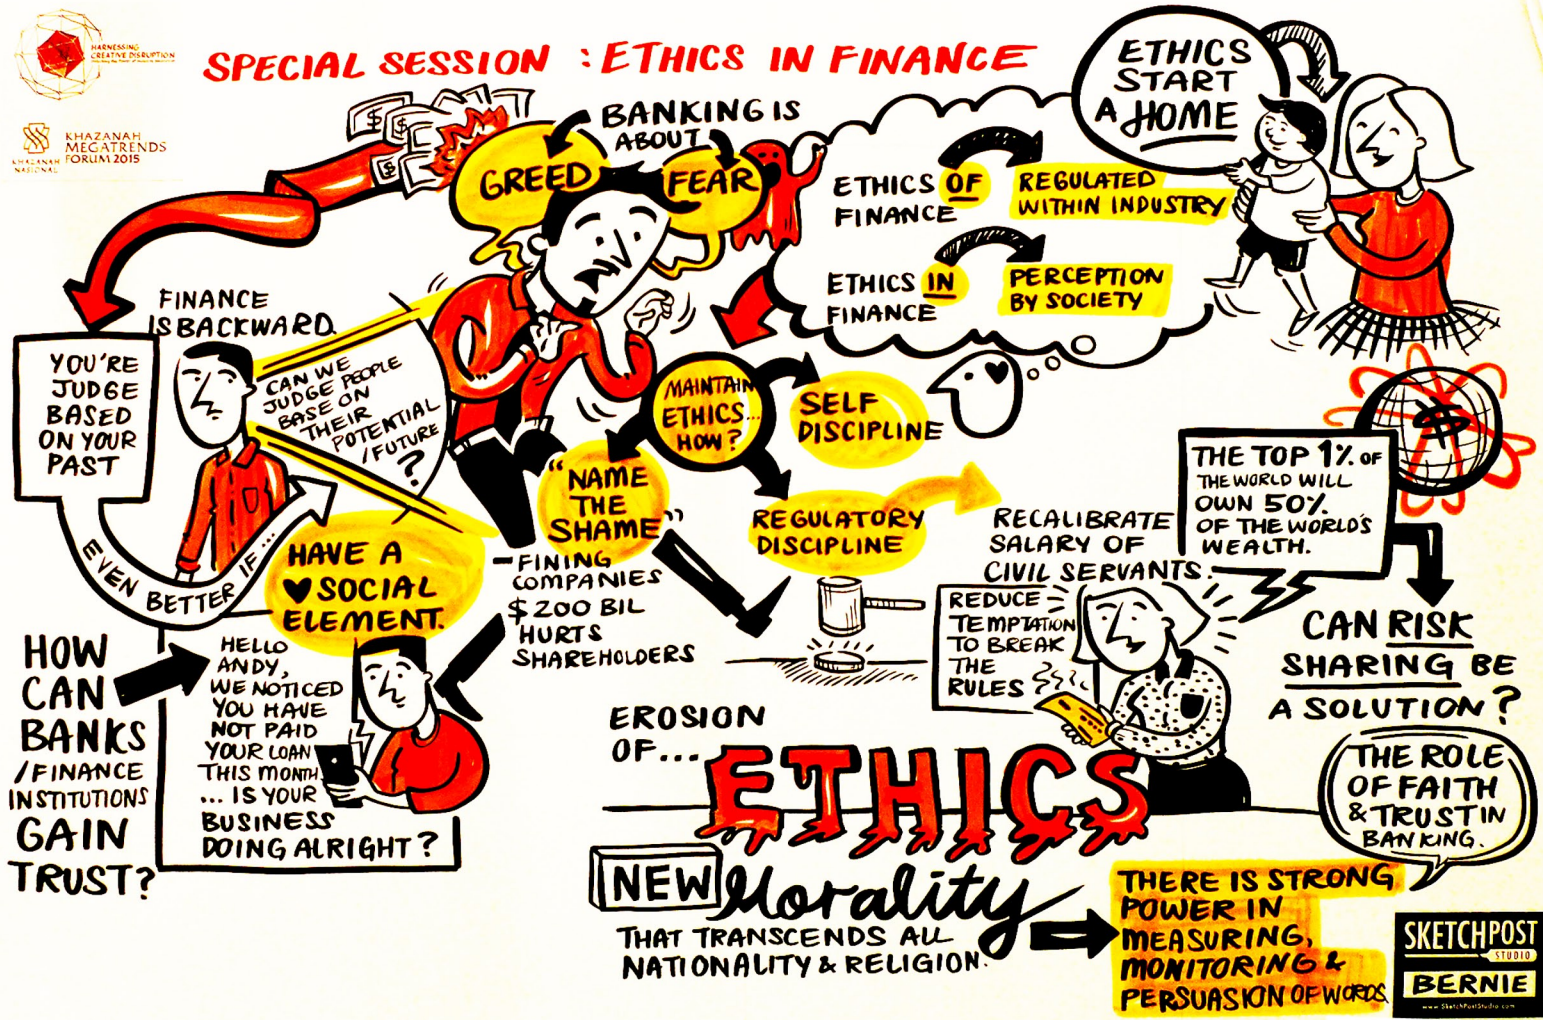 HARNESSING
CREATIVE DISRUPTION
KHAZANAH
NASIONAL
KHAZANAH
MEGATRENDS
FORUM 2015
SPECIAL SESSION : ETHICS IN FINANCE
BANKING IS
ABOUT
GREED
FEAR
ETHICS OF
FINANCE
REGULATED
WITHIN INDUSTRY
ETHICS IN
FINANCE
PERCEPTION
BY SOCIETY
ETHICS
START
A HOME
FINANCE
IS BACKWARD.
YOU'RE
JUDGE
BASED
ON YOUR
PAST
CAN WE
JUDGE PEOPLE
BASE ON
THEIR
POTENTIAL
/FUTURE
?
EVEN BETTER IF...
HAVE A
♥ SOCIAL
ELEMENT.
MAINTAIN
ETHICS...
HOW?
SELF
DISCIPLINE
"NAME
THE
SHAME"
- FINING
COMPANIES
$200 BIL
HURTS
SHAREHOLDERS
REGULATORY
DISCIPLINE
RECALIBRATE
SALARY OF
CIVIL SERVANTS.
REDUCE
TEMPTATION
TO BREAK
THE
RULES
THE TOP 1% OF
THE WORLD WILL
OWN 50%
OF THE WORLD'S
WEALTH.
$
CAN RISK
SHARING BE
A SOLUTION?
THE ROLE
OF FAITH
& TRUST IN
BANKING.
HOW
CAN
BANKS
/FINANCE
INSTITUTIONS
GAIN
TRUST?
HELLO
ANDY,
WE NOTICED
YOU HAVE
NOT PAID
YOUR LOAN
THIS MONTH
... IS YOUR
BUSINESS
DOING ALRIGHT?
EROSION
OF...
ETHICS
NEW Morality
THAT TRANSCENDS ALL
NATIONALITY & RELIGION.
THERE IS STRONG
POWER IN
MEASURING,
MONITORING &
PERSUASION OF WORDS
SKETCHPOST
STUDIO
BERNIE
www.SketchPostStudio.com